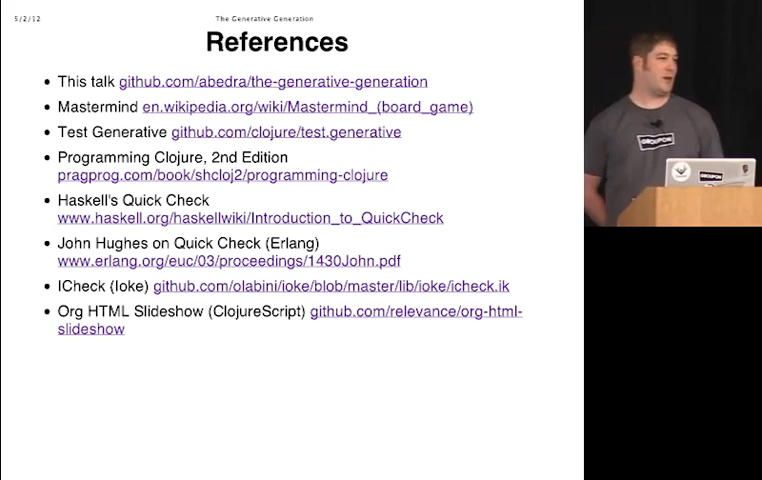 5/2/12
The Generative Generation
References
• This talk github.com/abedra/the-generative-generation
• Mastermind en.wikipedia.org/wiki/Mastermind_(board_game)
• Test Generative github.com/clojure/test.generative
• Programming Clojure, 2nd Edition
pragprog.com/book/shcloj2/programming-clojure
• Haskell's Quick Check
www.haskell.org/haskellwiki/Introduction_to_QuickCheck
• John Hughes on Quick Check (Erlang)
www.erlang.org/euc/03/proceedings/1430John.pdf
• ICheck (Ioke) github.com/olabini/ioke/blob/master/lib/ioke/icheck.ik
• Org HTML Slideshow (ClojureScript) github.com/relevance/org-html-
slideshow
GROUPON
GROUPON